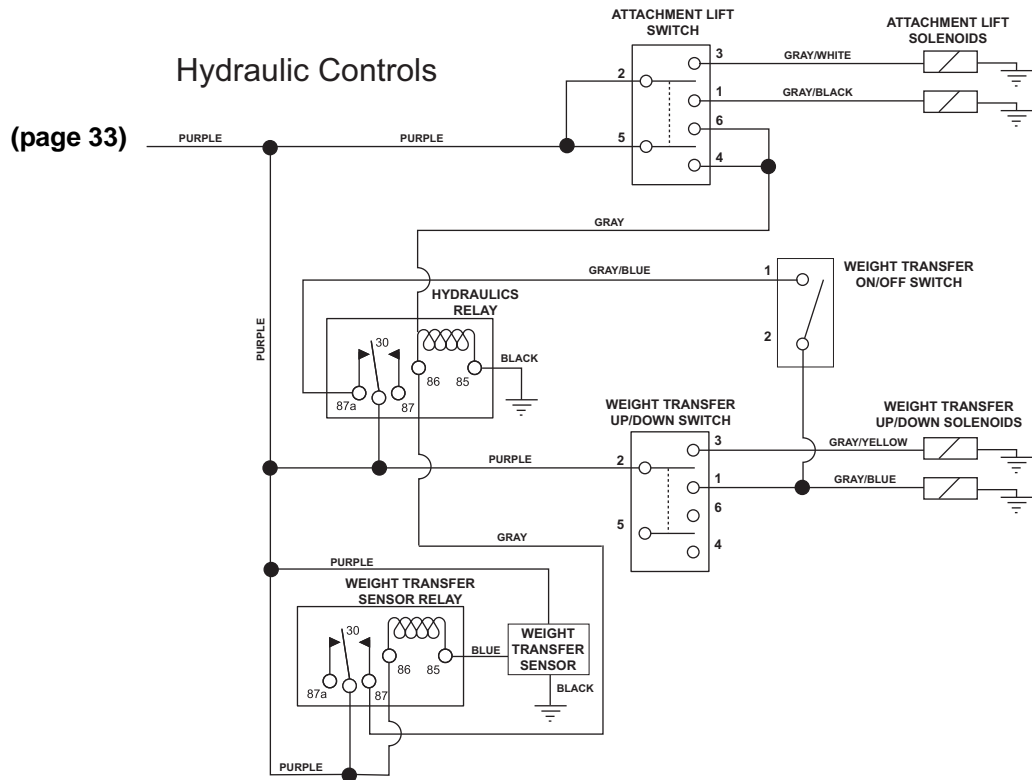 Hydraulic Controls
(page 33)
PURPLE
PURPLE
ATTACHMENT LIFT
SWITCH
2
5
3
1
6
4
GRAY/WHITE
GRAY/BLACK
ATTACHMENT LIFT
SOLENOIDS
GRAY
GRAY/BLUE
1
2
WEIGHT TRANSFER
ON/OFF SWITCH
PURPLE
HYDRAULICS
RELAY
30
87a
87
86
85
BLACK
WEIGHT TRANSFER
UP/DOWN SWITCH
PURPLE
2
5
3
1
6
4
GRAY/YELLOW
GRAY/BLUE
WEIGHT TRANSFER
UP/DOWN SOLENOIDS
GRAY
PURPLE
WEIGHT TRANSFER
SENSOR RELAY
30
87a
87
86
85
BLUE
WEIGHT
TRANSFER
SENSOR
BLACK
PURPLE